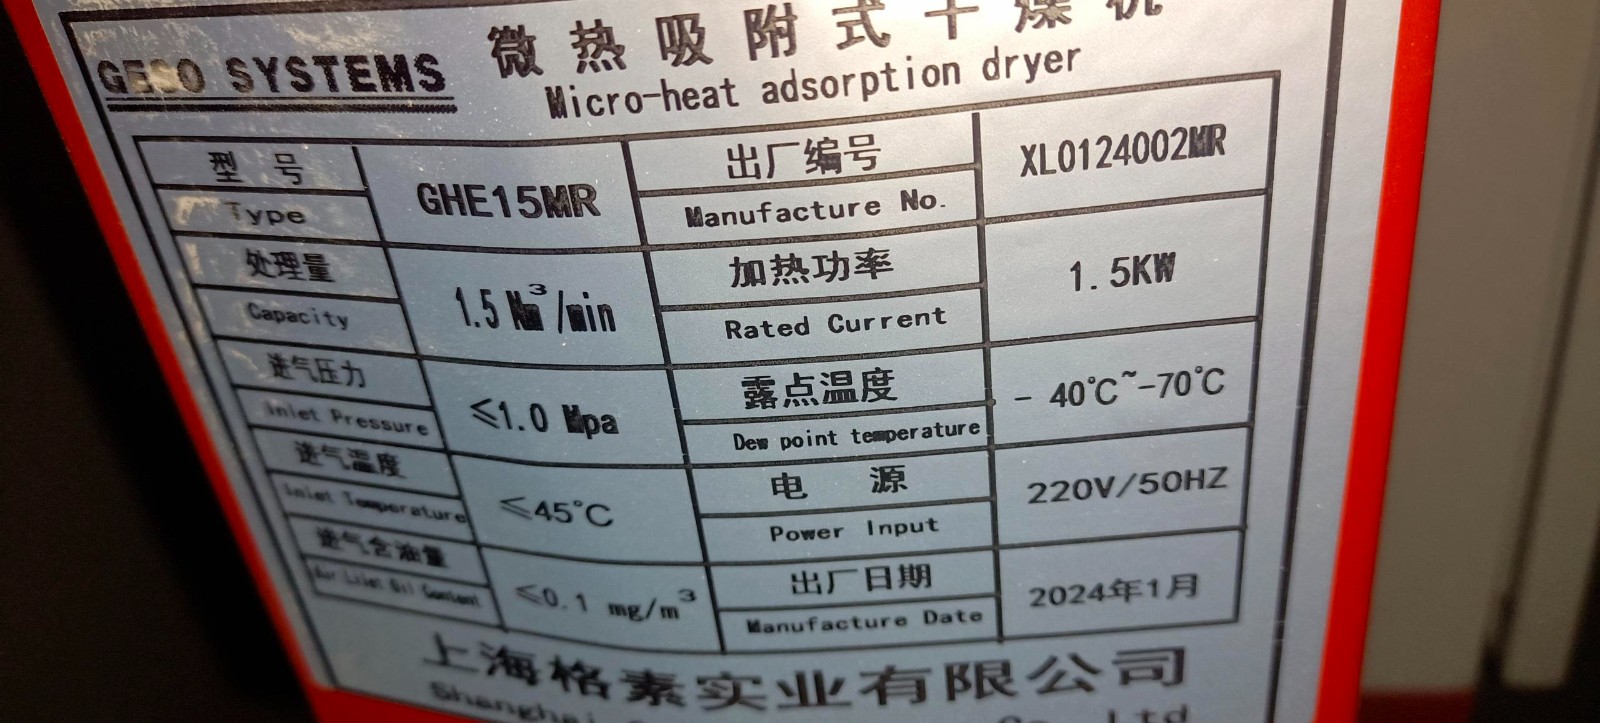 GESO SYSTEMS
微热吸附式干燥机
Micro-heat adsorption dryer
型 号
Type
GHE15MR
出厂编号
Manufacture No.
XL0124002MR
处理量
Capacity
1.5 Nm³/min
加热功率
Rated Current
1.5KW
进气压力
Inlet Pressure
≤1.0 Mpa
露点温度
Dew point temperature
- 40℃~-70℃
进气温度
Inlet Temperature
≤45℃
电 源
Power Input
220V/50HZ
进气含油量
Oil Content
≤0.1 mg/m³
出厂日期
Manufacture Date
2024年1月
上海格素实业有限公司
Shanghai Co., Ltd